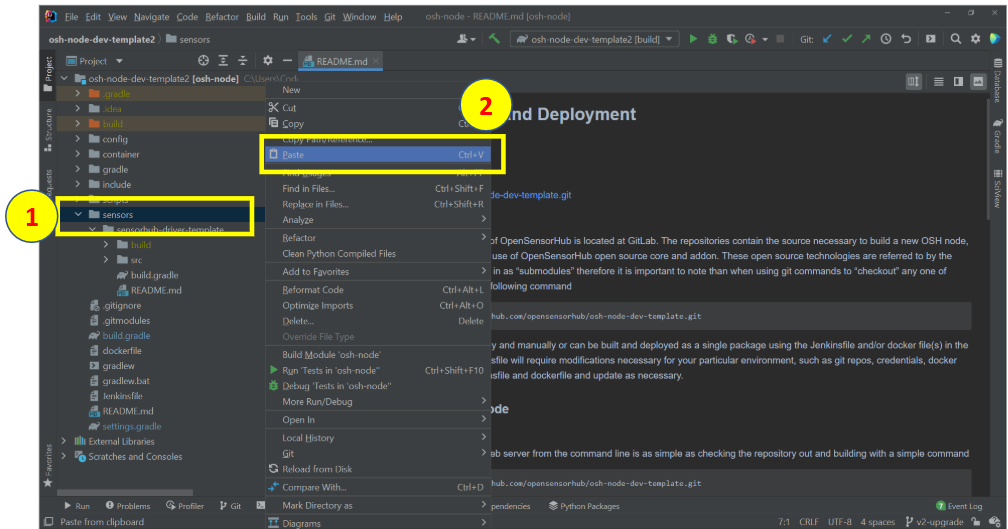 File Edit View Navigate Code Refactor Build Run Tools Git Window Help osh-node - README.md [osh-node]
osh-node-dev-template2 sensors osh-node-dev-template2 [build] Git:
Project README.md
osh-node-dev-template2 [osh-node] C:\Users\Cod
.gradle
.idea
build
config
container
gradle
include
scripts
sensors
sensorhub-driver-template
build
src
build.gradle
README.md
.gitignore
.gitmodules
build.gradle
dockerfile
gradlew
gradlew.bat
Jenkinsfile
README.md
settings.gradle
External Libraries
Scratches and Consoles
Project
Structure
Favorites
1
2
New
Cut
Copy
Copy Path/Reference...
Paste Ctrl+V
Find Usages
Find in Files... Ctrl+Shift+F
Replace in Files... Ctrl+Shift+R
Analyze
Refactor
Clean Python Compiled Files
Add to Favorites
Reformat Code Ctrl+Alt+L
Optimize Imports Ctrl+Alt+O
Delete... Delete
Override File Type
Build Module 'osh-node'
Run 'Tests in 'osh-node'' Ctrl+Shift+F10
Debug 'Tests in 'osh-node''
More Run/Debug
Open In
Local History
Git
Reload from Disk
Compare With... Ctrl+D
Mark Directory as
Diagrams
and Deployment
de-dev-template.git
of OpenSensorHub is located at GitLab. The repositories contain the source necessary to build a new OSH node,
use of OpenSensorHub open source core and addon. These open source technologies are referred to by the
in as "submodules" therefore it is important to note than when using git commands to "checkout" any one of
following command
hub.com/opensensorhub/osh-node-dev-template.git
y and manually or can be built and deployed as a single package using the Jenkinsfile and/or docker file(s) in the
sfile will require modifications necessary for your particular environment, such as git repos, credentials, docker
nsfile and dockerfile and update as necessary.
ode
eb server from the command line is as simple as checking the repository out and building with a simple command
hub.com/opensensorhub/osh-node-dev-template.git
Database
Gradle
SciView
Run Problems Profiler Git pendencies Python Packages 7 Event Log
Paste from clipboard 7:1 CRLF UTF-8 4 spaces v2-upgrade